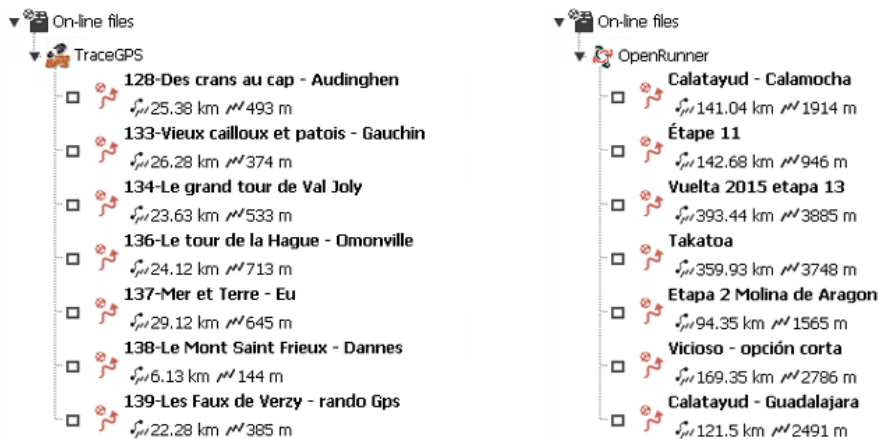 On-line files
TraceGPS
128-Des crans au cap - Audinghen
25.38 km 493 m
133-Vieux cailloux et patois - Gauchin
26.28 km 374 m
134-Le grand tour de Val Joly
23.63 km 533 m
136-Le tour de la Hague - Omonville
24.12 km 713 m
137-Mer et Terre - Eu
29.12 km 645 m
138-Le Mont Saint Frieux - Dannes
6.13 km 144 m
139-Les Faux de Verzy - rando Gps
22.28 km 385 m
On-line files
OpenRunner
Calatayud - Calamocha
141.04 km 1914 m
Étape 11
142.68 km 946 m
Vuelta 2015 etapa 13
393.44 km 3885 m
Takatoa
359.93 km 3748 m
Etapa 2 Molina de Aragon
94.35 km 1565 m
Vicioso - opción corta
169.35 km 2786 m
Calatayud - Guadalajara
121.5 km 2491 m